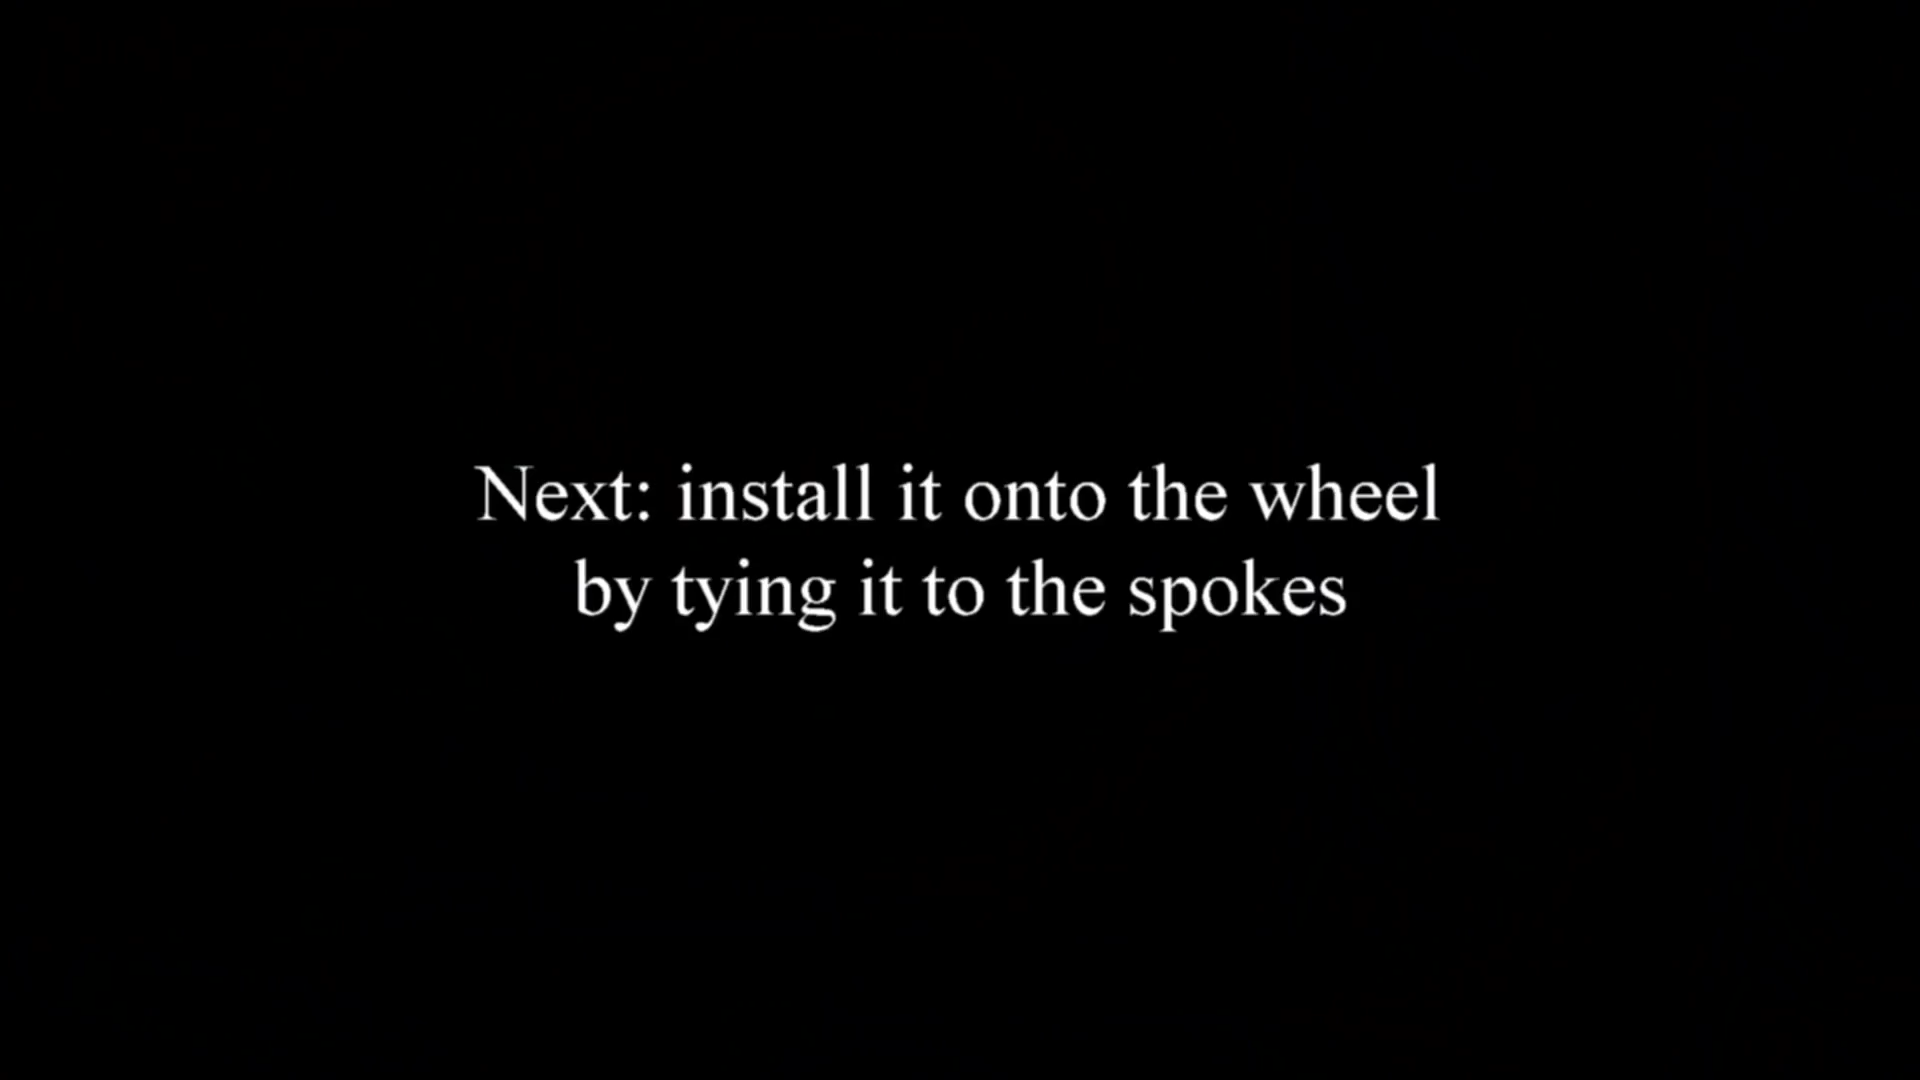 Next: install it onto the wheel
by tying it to the spokes